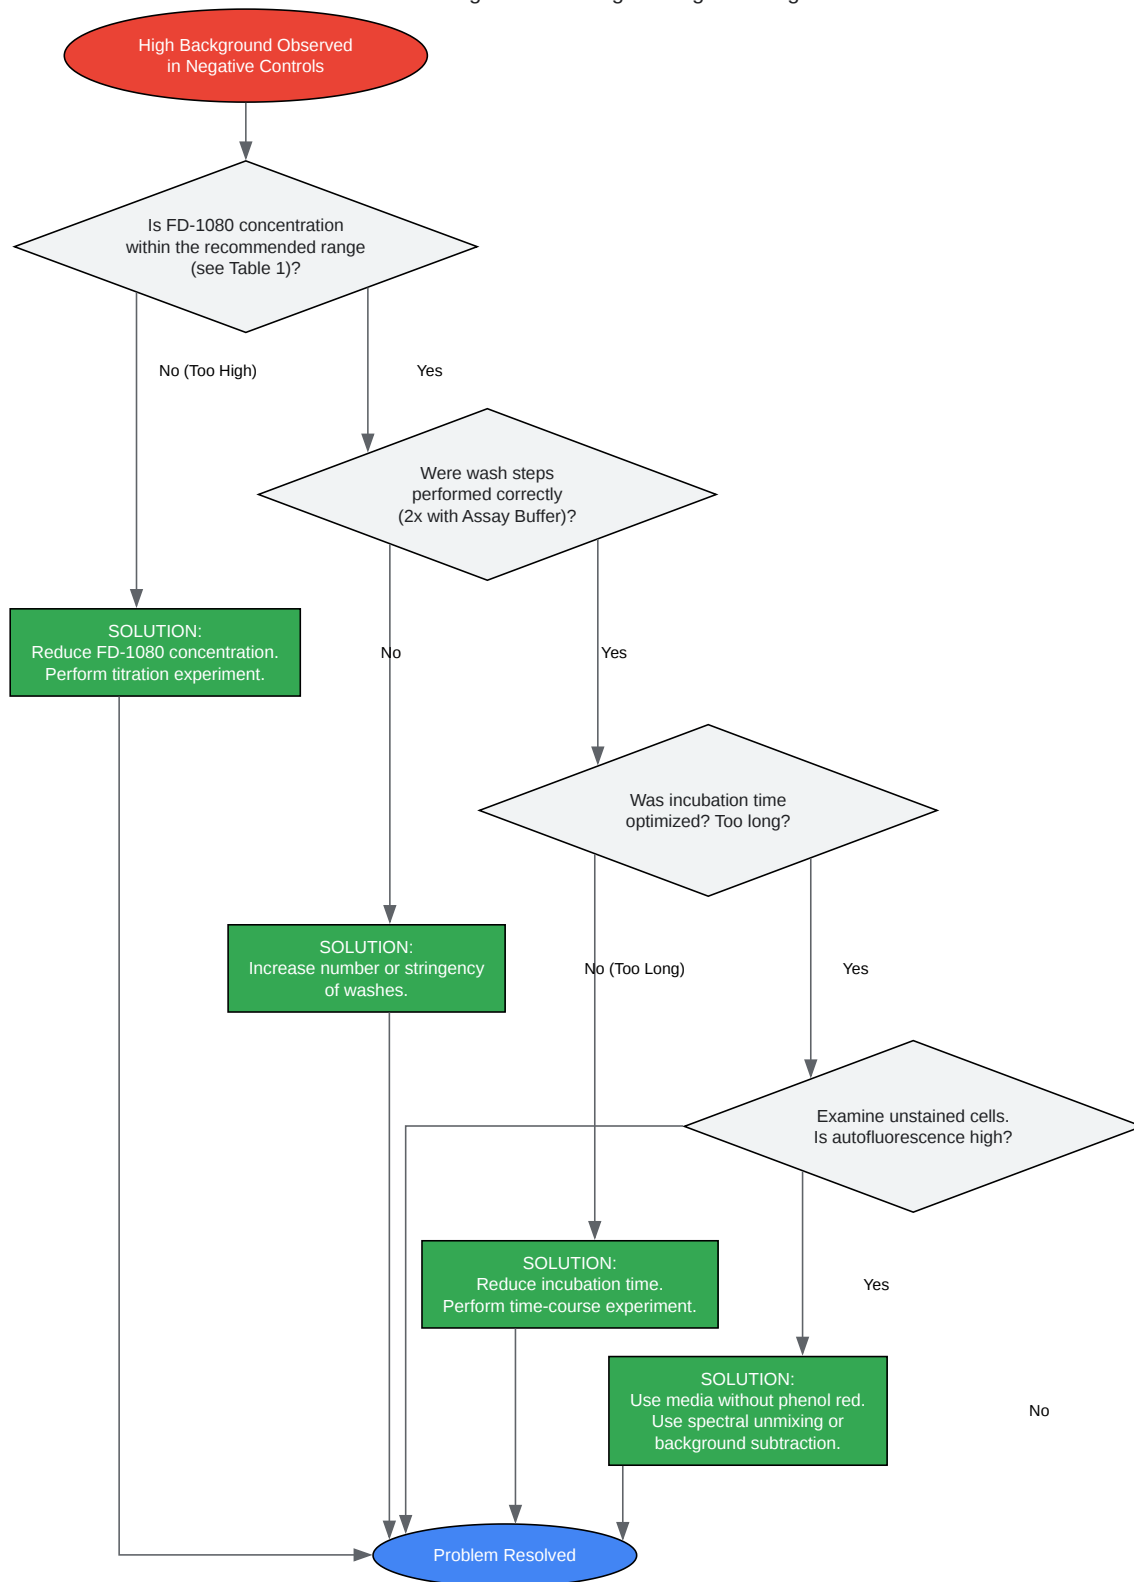 High Background Observed
in Negative Controls
Is FD-1080 concentration
within the recommended range
(see Table 1)?
No (Too High)
Yes
Were wash steps
performed correctly
(2x with Assay Buffer)?
SOLUTION:
Reduce FD-1080 concentration.
Perform titration experiment.
No
Yes
Was incubation time
optimized? Too long?
SOLUTION:
Increase number or stringency
of washes.
No (Too Long)
Yes
Examine unstained cells.
Is autofluorescence high?
SOLUTION:
Reduce incubation time.
Perform time-course experiment.
Yes
SOLUTION:
Use media without phenol red.
Use spectral unmixing or
background subtraction.
No
Problem Resolved